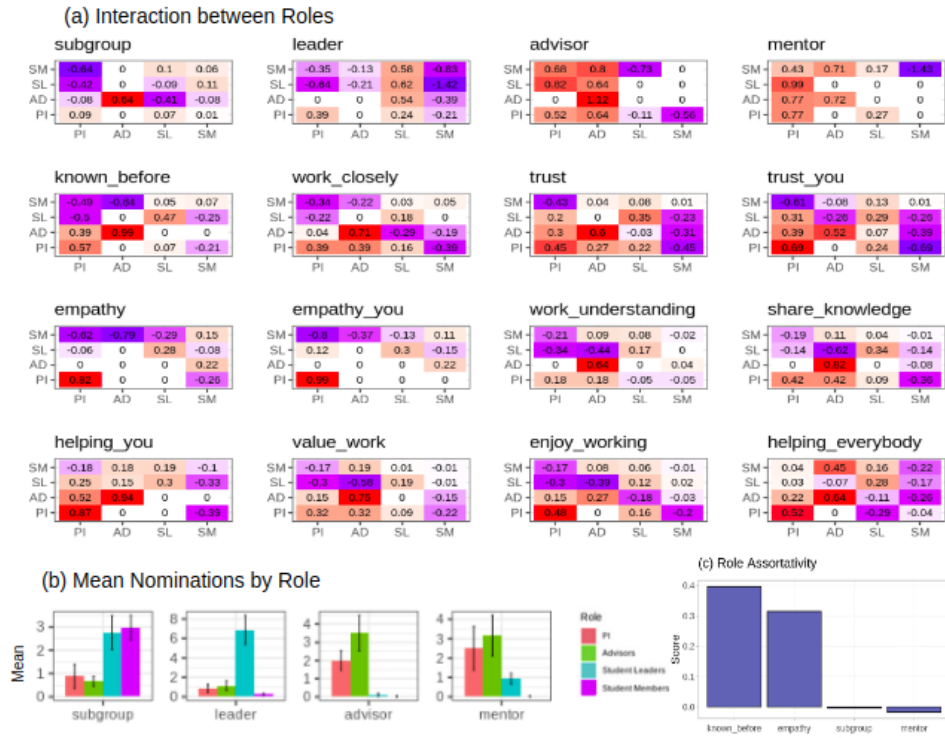 (a) Interaction between Roles
subgroup leader advisor mentor
SM -0.64 0 0.1 0.06 -0.35 -0.13 0.58 -0.83 SM 0.68 0.8 -0.73 0 SM 0.43 0.71 0.17 -1.43
SL -0.42 0 -0.09 0.11 SL -0.64 -0.21 0.62 -1.42 SL 0.82 0.64 0 0 SL 0.99 0 0 0
AD -0.08 0.64 -0.41 -0.08 AD 0 0 0.54 -0.39 AD 0 1.12 0 0 AD 0.77 0.72 0 0
PI 0.09 0 0.07 0.01 PI 0.39 0 0.24 -0.21 PI 0.52 0.64 -0.11 -0.56 PI 0.77 0 0.27 0
PI AD SL SM PI AD SL SM PI AD SL SM PI AD SL SM
known_before work_closely trust trust_you
SM -0.49 -0.84 0.05 0.07 SM -0.34 -0.22 0.03 0.05 SM -0.43 0.04 0.08 0.01 SM -0.61 -0.08 0.13 0.01
SL -0.5 0 0.47 -0.25 SL -0.22 0 0.18 0 SL 0.2 0 0.35 -0.23 SL 0.31 -0.26 0.29 -0.26
AD 0.39 0.99 0 0 AD 0.04 0.71 -0.29 -0.19 AD 0.3 0.6 -0.03 -0.31 AD 0.39 0.52 0.07 -0.39
PI 0.57 0 0.07 -0.21 PI 0.39 0.39 0.16 -0.39 PI 0.45 0.27 0.22 -0.45 PI 0.69 0 0.24 -0.69
PI AD SL SM PI AD SL SM PI AD SL SM PI AD SL SM
empathy empathy_you work_understanding share_knowledge
SM -0.62 -0.79 -0.29 0.15 SM -0.8 -0.37 -0.13 0.11 SM -0.21 0.09 0.08 -0.02 SM -0.19 0.11 0.04 -0.01
SL -0.06 0 0.28 -0.08 SL 0.12 0 0.3 -0.15 SL -0.34 -0.44 0.17 0 SL -0.14 -0.62 0.34 -0.14
AD 0 0 0 0.22 AD 0 0 0 0.22 AD 0 0.64 0 0.04 AD 0 0.82 0 -0.08
PI 0.82 0 0 -0.26 PI 0.99 0 0 0 PI 0.18 0.18 -0.05 -0.05 PI 0.42 0.42 0.09 -0.36
PI AD SL SM PI AD SL SM PI AD SL SM PI AD SL SM
helping_you value_work enjoy_working helping_everybody
SM -0.18 0.18 0.19 -0.1 SM -0.17 0.19 0.01 -0.01 SM -0.17 0.08 0.06 -0.01 SM 0.04 0.45 0.16 -0.22
SL 0.25 0.15 0.3 -0.33 SL -0.3 -0.56 0.19 -0.01 SL -0.3 -0.39 0.12 0.02 SL 0.03 -0.07 0.28 -0.17
AD 0.52 0.94 0 0 AD 0.15 0.75 0 -0.15 AD 0.15 0.27 -0.18 -0.03 AD 0.22 0.64 -0.11 -0.26
PI 0.87 0 0 -0.39 PI 0.32 0.32 0.09 -0.22 PI 0.48 0 0.16 -0.2 PI 0.52 0 -0.29 -0.04
PI AD SL SM PI AD SL SM PI AD SL SM PI AD SL SM
(b) Mean Nominations by Role
Mean
3
2
1
0
subgroup
8
6
4
2
0
leader
4
3
2
1
0
advisor
4
3
2
1
0
mentor
Role
PI
Advisors
Student Leaders
Student Members
(c) Role Assortativity
Score
0.4
0.3
0.2
0.1
0.0
known_before empathy subgroup mentor